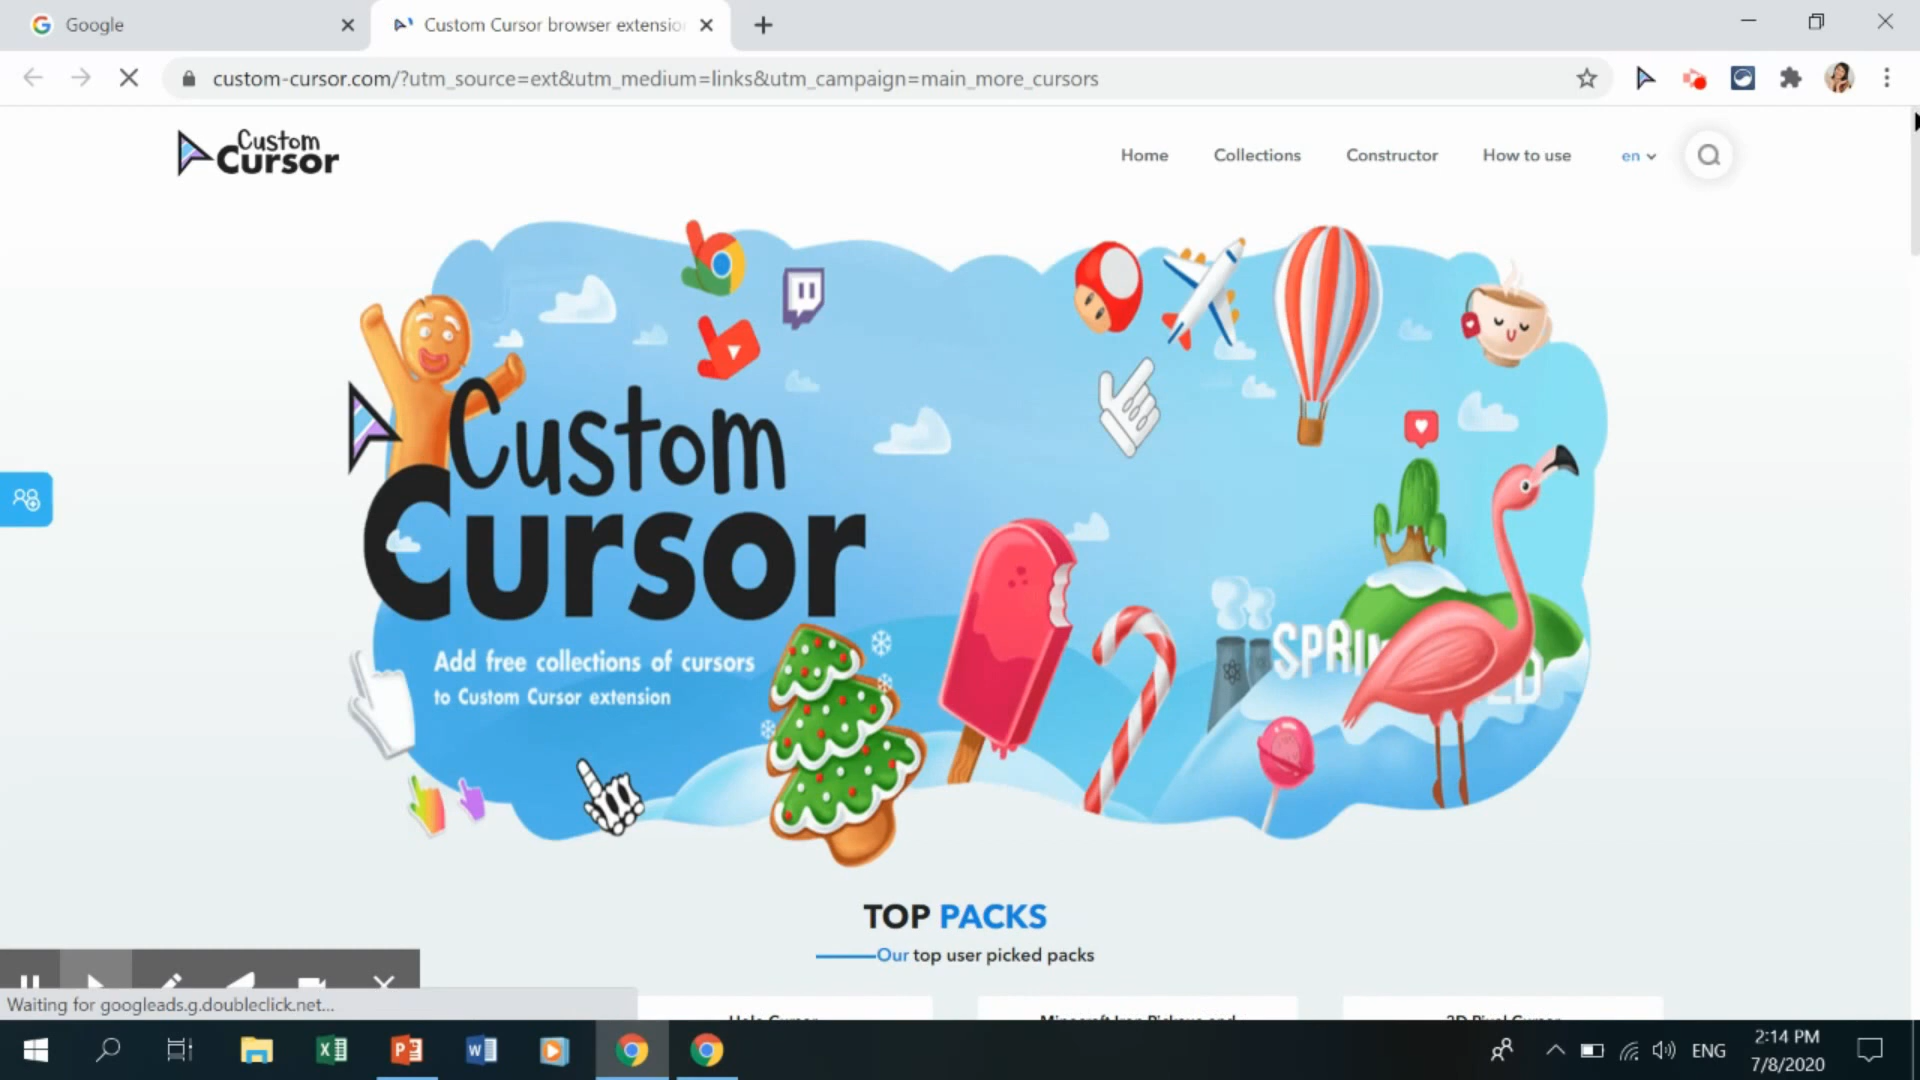 Google
Custom Cursor browser extensio
custom-cursor.com/?utm_source=ext&utm_medium=links&utm_campaign=main_more_cursors
Custom
Cursor
Home
Collections
Constructor
How to use
en
Custom
Cursor
Add free collections of cursors
to Custom Cursor extension
TOP PACKS
Our top user picked packs
Waiting for googleads.g.doubleclick.net...
ENG
2:14 PM
7/8/2020